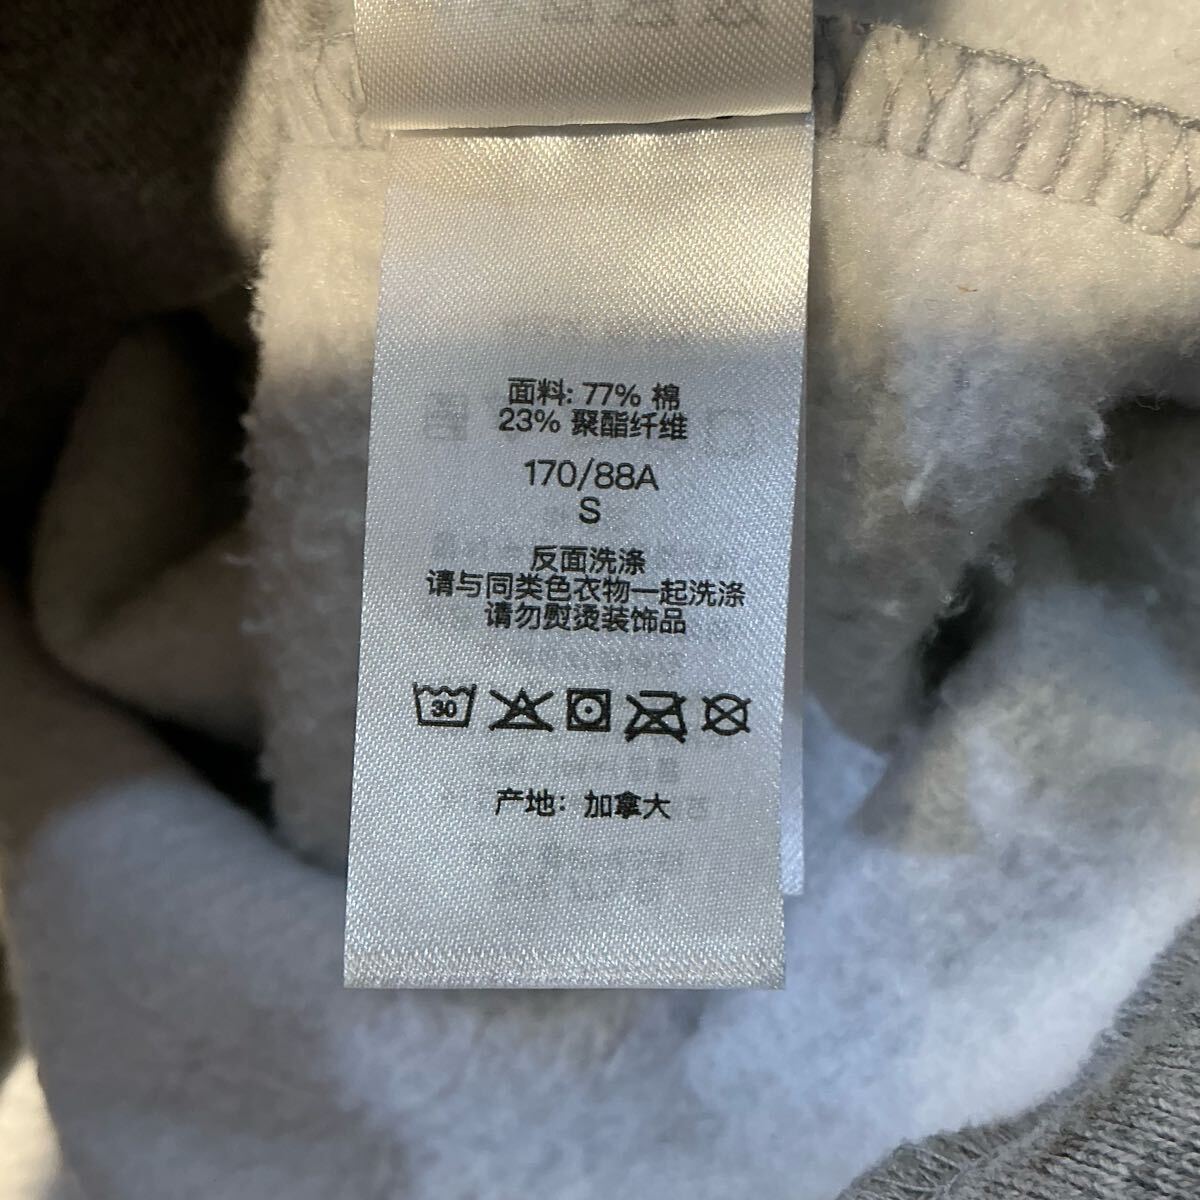 面料: 77% 棉
23% 聚酯纤维
170/88A
S
反面洗涤
请与同类色衣物一起洗涤
请勿熨烫装饰品
30
产地: 加拿大